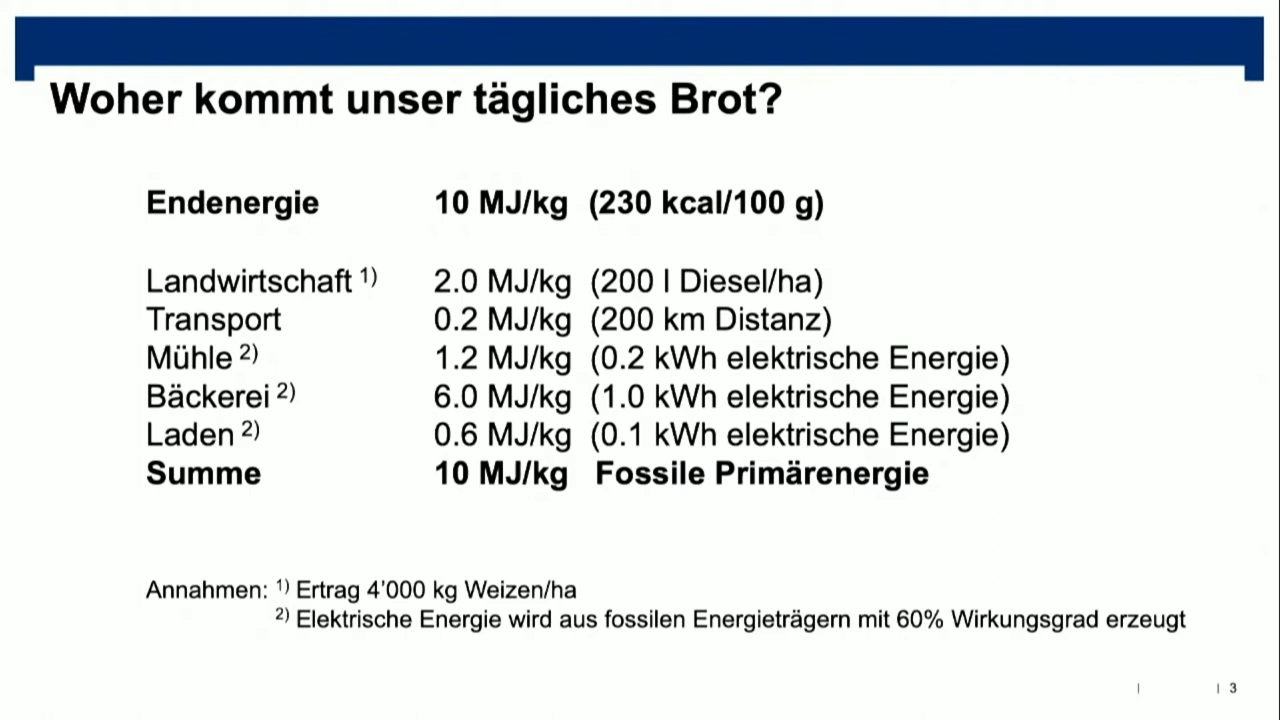 Woher kommt unser tägliches Brot?
Endenergie 10 MJ/kg (230 kcal/100 g)
Landwirtschaft 1) 2.0 MJ/kg (200 l Diesel/ha)
Transport 0.2 MJ/kg (200 km Distanz)
Mühle 2) 1.2 MJ/kg (0.2 kWh elektrische Energie)
Bäckerei 2) 6.0 MJ/kg (1.0 kWh elektrische Energie)
Laden 2) 0.6 MJ/kg (0.1 kWh elektrische Energie)
Summe 10 MJ/kg Fossile Primärenergie
Annahmen: 1) Ertrag 4'000 kg Weizen/ha
2) Elektrische Energie wird aus fossilen Energieträgern mit 60% Wirkungsgrad erzeugt
| | 3